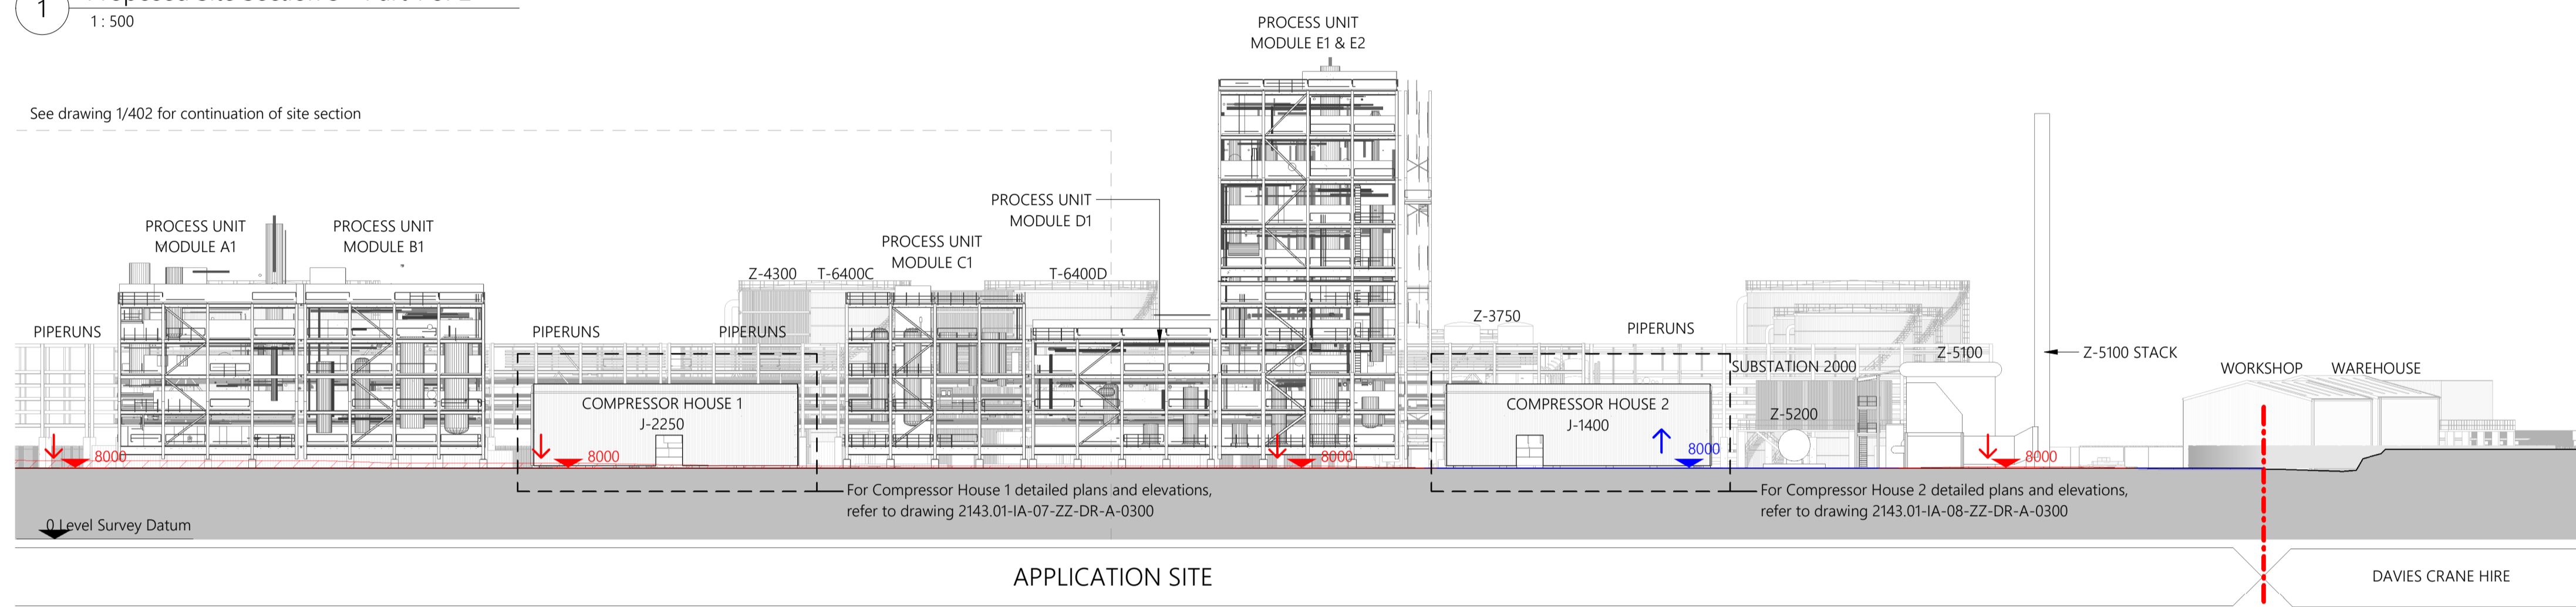 1
1 : 500
See drawing 1/402 for continuation of site section
PROCESS UNIT
MODULE E1 & E2
PROCESS UNIT
MODULE D1
PROCESS UNIT
MODULE A1
PROCESS UNIT
MODULE B1
PROCESS UNIT
MODULE C1
Z-4300
T-6400C
T-6400D
PIPERUNS
PIPERUNS
PIPERUNS
Z-3750
PIPERUNS
Z-5100
Z-5100 STACK
SUBSTATION 2000
WORKSHOP
WAREHOUSE
COMPRESSOR HOUSE 1
J-2250
COMPRESSOR HOUSE 2
J-1400
Z-5200
8000
8000
8000
8000
8000
For Compressor House 1 detailed plans and elevations,
refer to drawing 2143.01-IA-07-ZZ-DR-A-0300
For Compressor House 2 detailed plans and elevations,
refer to drawing 2143.01-IA-08-ZZ-DR-A-0300
0 Level Survey Datum
APPLICATION SITE
DAVIES CRANE HIRE